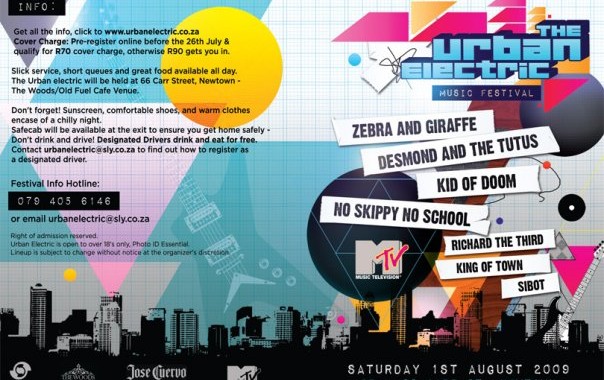 INFO:
Get all the info, click to www.urbanelectric.co.za
Cover Charge: Pre-register online before the 26th July &
qualify for R70 cover charge, otherwise R90 gets you in.
Slick service, short queues and great food available all day.
The Urban electric will be held at 66 Carr Street, Newtown -
The Woods/Old Fuel Cafe Venue.
Don't forget! Sunscreen, comfortable shoes, and warm clothes
encase of a chilly night.
Safecab will be available at the exit to ensure you get home safely -
Don't drink and drive! Designated Drivers drink and eat for free.
Contact urbanelectric@sly.co.za to find out how to register as
a designated driver.
Festival Info Hotline:
079 405 6146
or email urbanelectric@sly.co.za
Right of admission reserved.
Urban Electric is open to over 18's only, Photo ID Essential.
Lineup is subject to change without notice at the organizer's discretion
THE WOODS
Jose Cuervo
MTV
THE
urban
electric
MUSIC FESTIVAL
ZEBRA AND GIRAFFE
DESMOND AND THE TUTUS
KID OF DOOM
NO SKIPPY NO SCHOOL
RICHARD THE THIRD
KING OF TOWN
SIBOT
MTV
MUSIC TELEVISION
SATURDAY 1ST AUGUST 2009